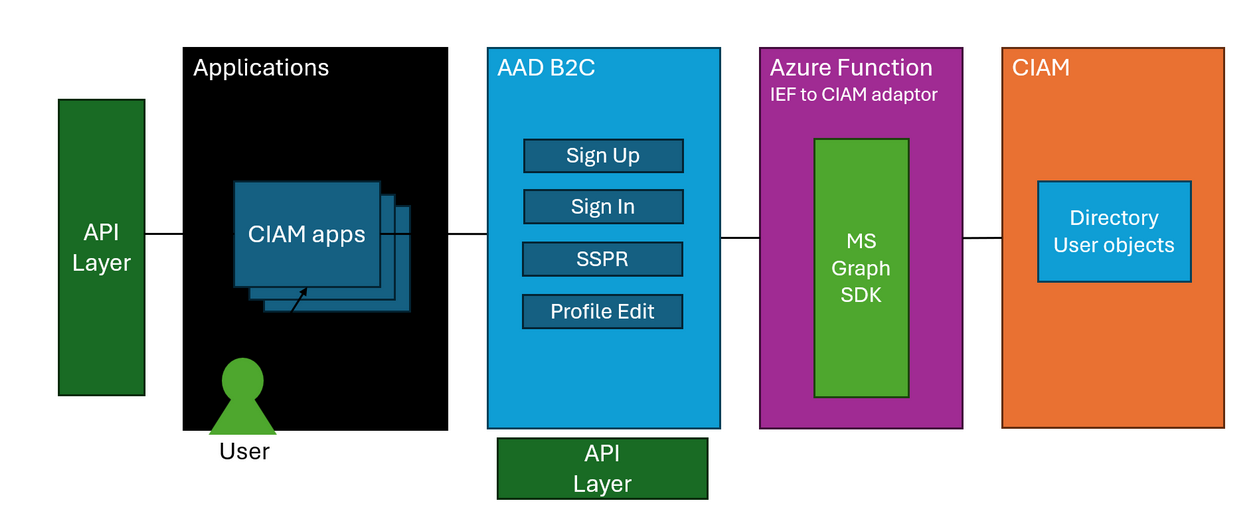 API
Layer
Applications
CIAM apps
User
AAD B2C
Sign Up
Sign In
SSPR
Profile Edit
API
Layer
Azure Function
IEF to CIAM adaptor
MS
Graph
SDK
CIAM
Directory
User objects